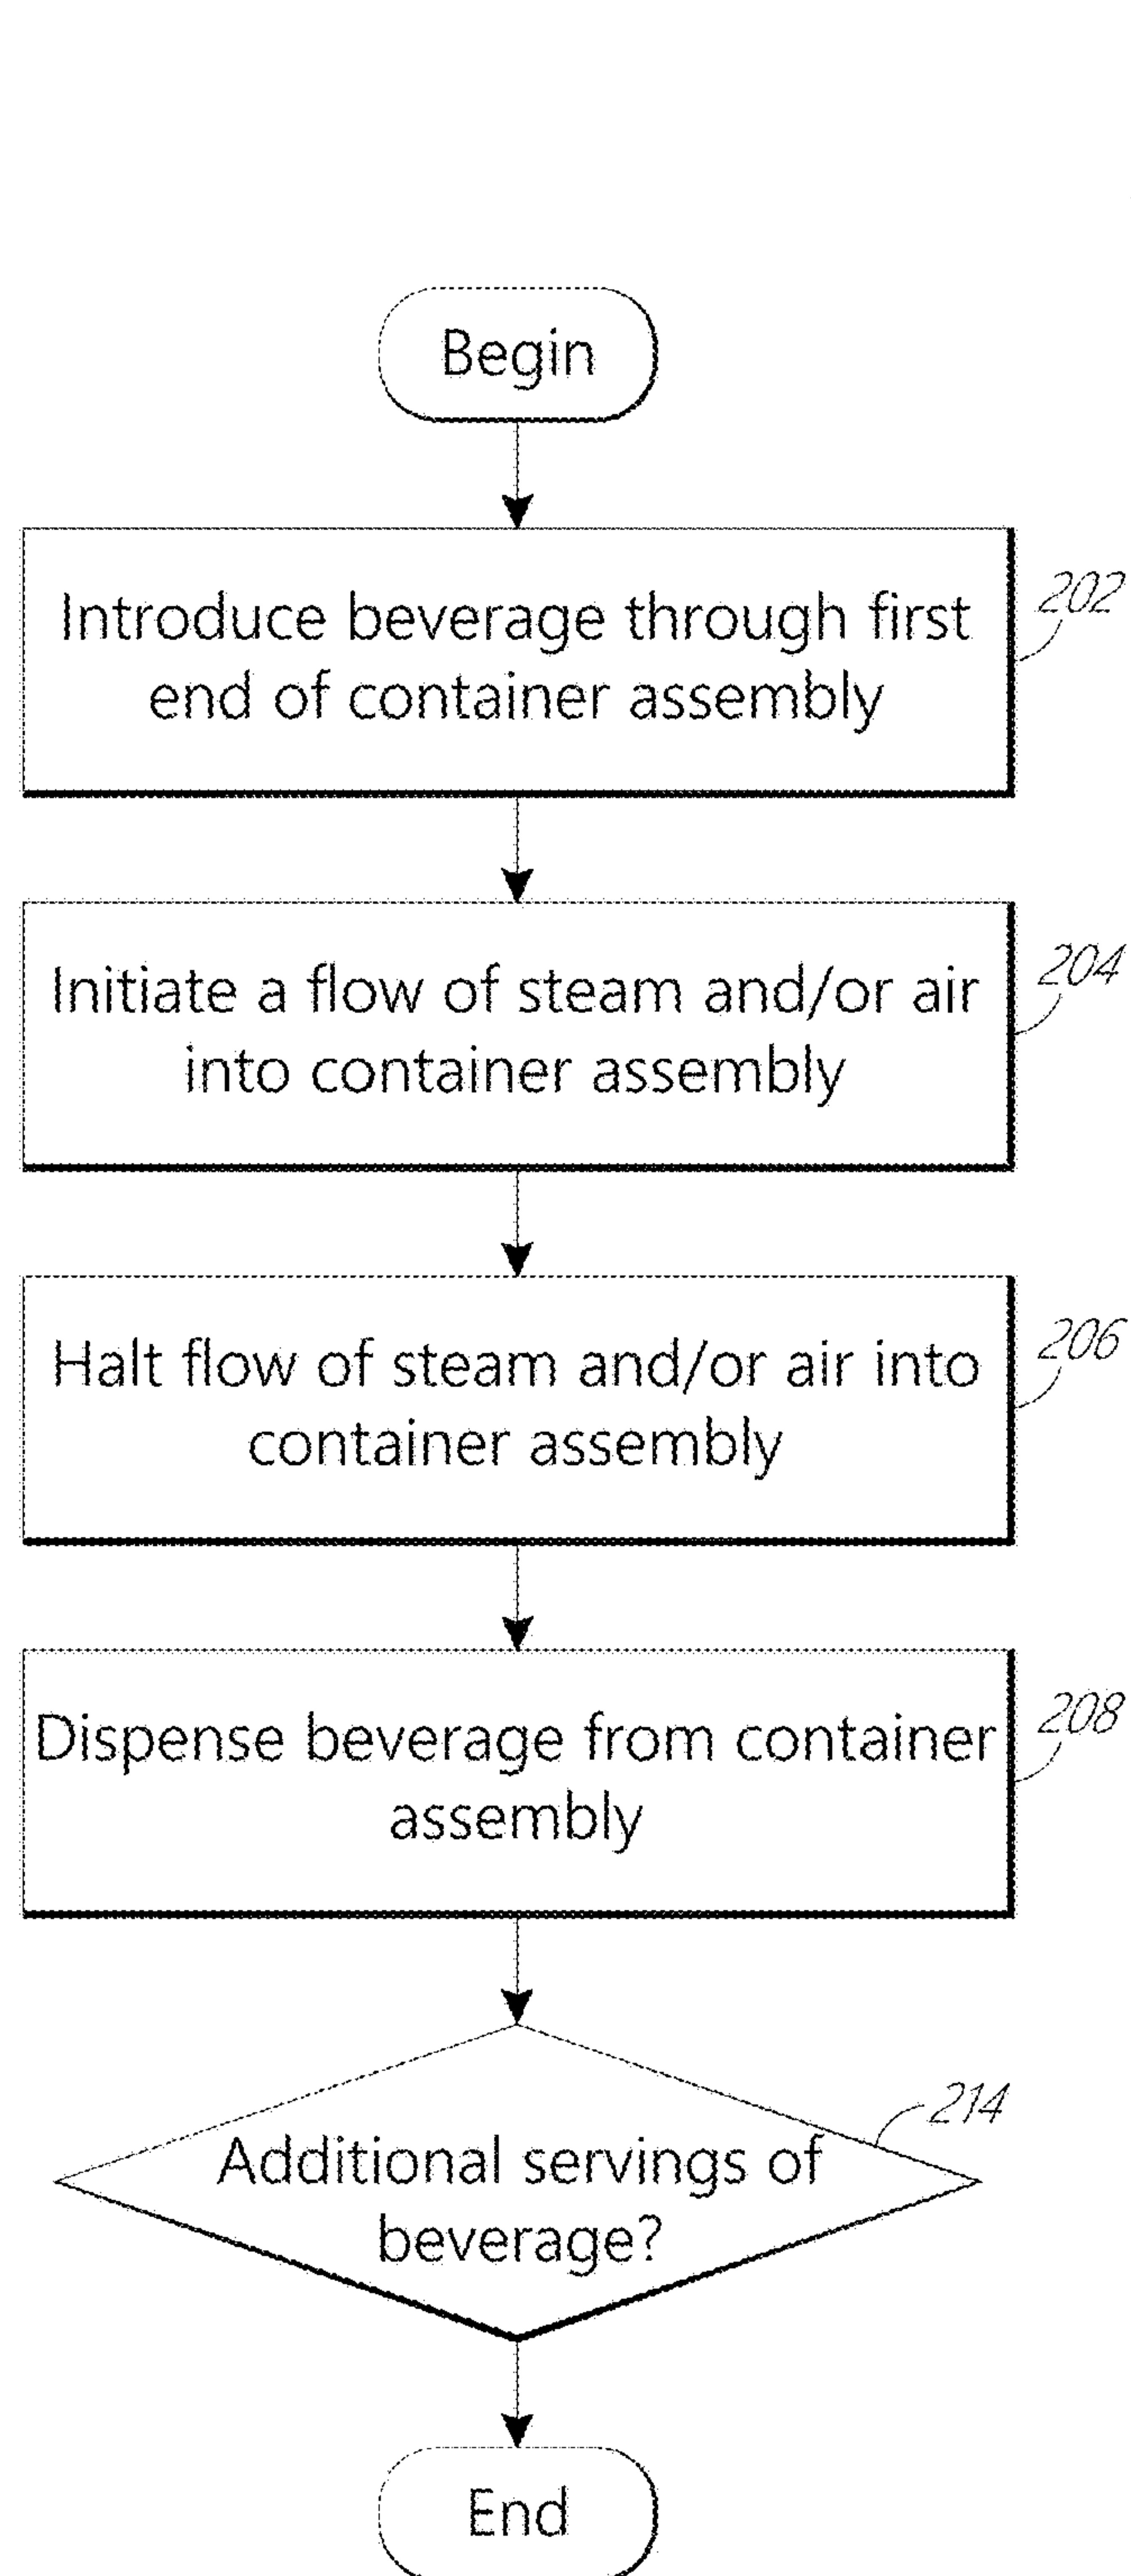 Begin
Introduce beverage through first
end of container assembly
202
Initiate a flow of steam and/or air
into container assembly
204
Halt flow of steam and/or air into
container assembly
206
Dispense beverage from container
assembly
208
214
Additional servings of
beverage?
End